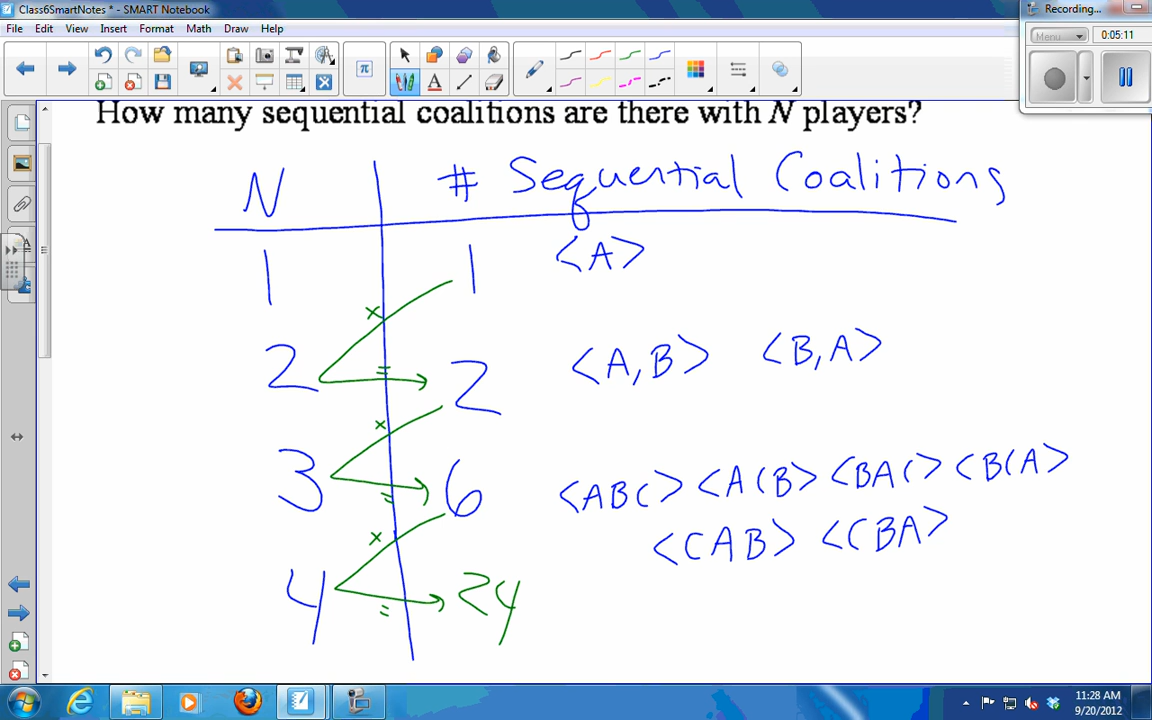 Class6SmartNotes * - SMART Notebook
Recording...
File Edit View Insert Format Math Draw Help
Menu
0:05:11
π
A
How many sequential coalitions are there with N players?
N # Sequential Coalitions
1 1 <A>
×
2 = 2 <A, B> <B, A>
×
3 = 6 <ABC> <ACB> <BAC> <BCA>
<CAB> <CBA>
×
4 = 24
11:28 AM
9/20/2012